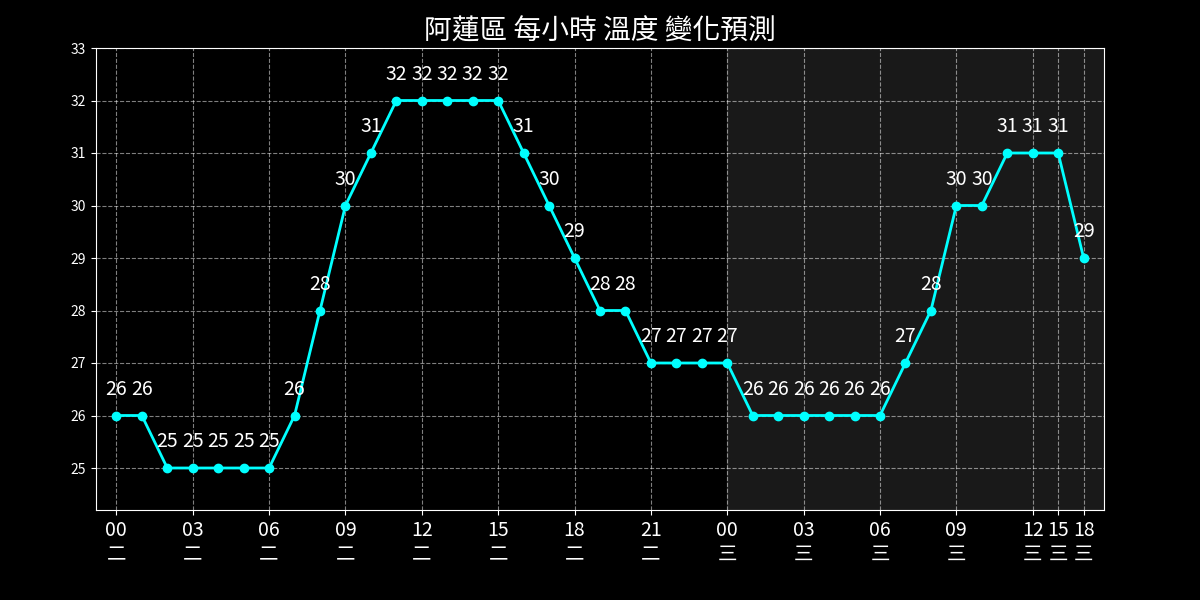 阿蓮區 每小時 溫度 變化預測
33
32 32 32 32 32
32
31 31 31 31 31
31
30 30 30 30
30
29 29
29
28 28 28 28
28
27 27 27 27 27
27
26 26 26 26 26 26 26 26 26
26
25 25 25 25 25
25
00 03 06 09 12 15 18 21 00 03 06 09 12 15 18
二 二 二 二 二 二 二 二 三 三 三 三 三 三 三